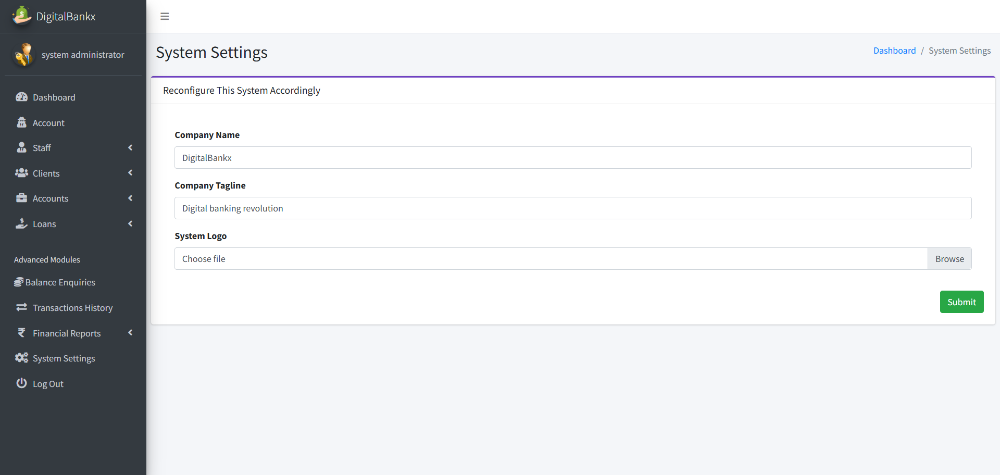 DigitalBankx
system administrator
Dashboard
Account
Staff
Clients
Accounts
Loans
Advanced Modules
Balance Enquiries
Transactions History
Financial Reports
System Settings
Log Out
System Settings
Dashboard / System Settings
Reconfigure This System Accordingly
Company Name
DigitalBankx
Company Tagline
Digital banking revolution
System Logo
Choose file Browse
Submit